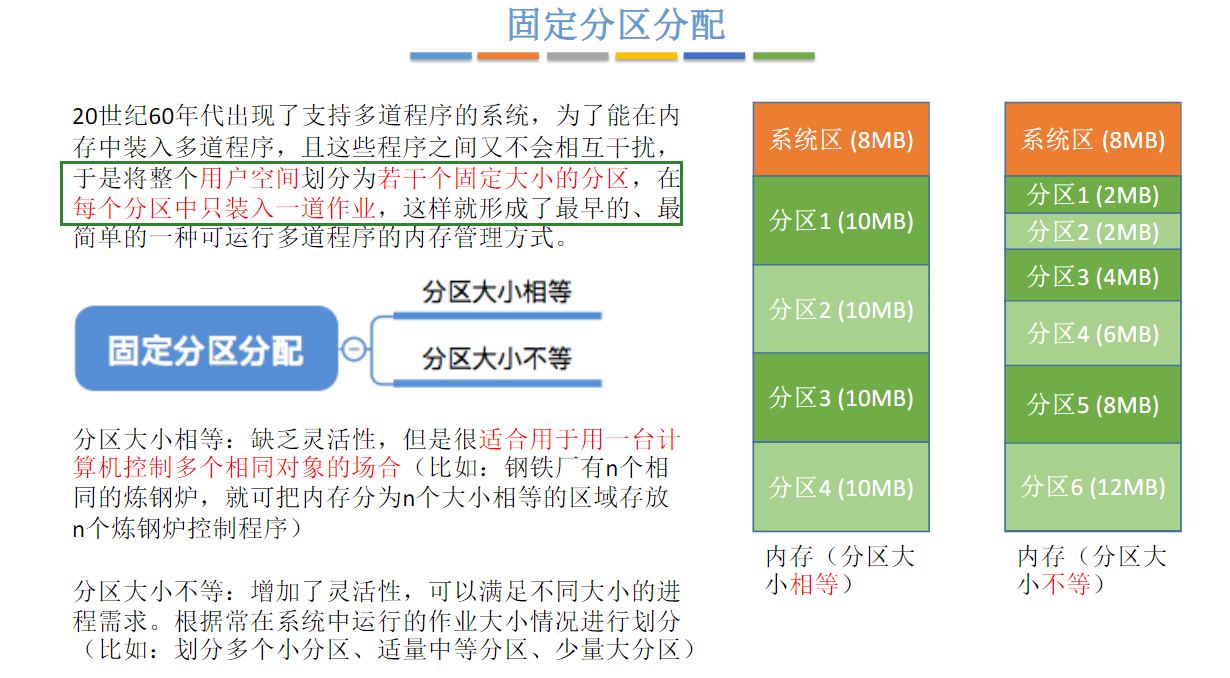 固定分区分配
20世纪60年代出现了支持多道程序的系统，为了能在内
存中装入多道程序，且这些程序之间又不会相互干扰，
于是将整个用户空间划分为若干个固定大小的分区，在
每个分区中只装入一道作业，这样就形成了最早的、最
简单的一种可运行多道程序的内存管理方式。
固定分区分配
分区大小相等
分区大小不等
分区大小相等：缺乏灵活性，但是很适合用于用一台计
算机控制多个相同对象的场合（比如：钢铁厂有n个相
同的炼钢炉，就可把内存分为n个大小相等的区域存放
n个炼钢炉控制程序）
分区大小不等：增加了灵活性，可以满足不同大小的进
程需求。根据常在系统中运行的作业大小情况进行划分
（比如：划分多个小分区、适量中等分区、少量大分区）
系统区 (8MB)
分区1 (10MB)
分区2 (10MB)
分区3 (10MB)
分区4 (10MB)
内存（分区大
小相等）
系统区 (8MB)
分区1 (2MB)
分区2 (2MB)
分区3 (4MB)
分区4 (6MB)
分区5 (8MB)
分区6 (12MB)
内存（分区大
小不等）